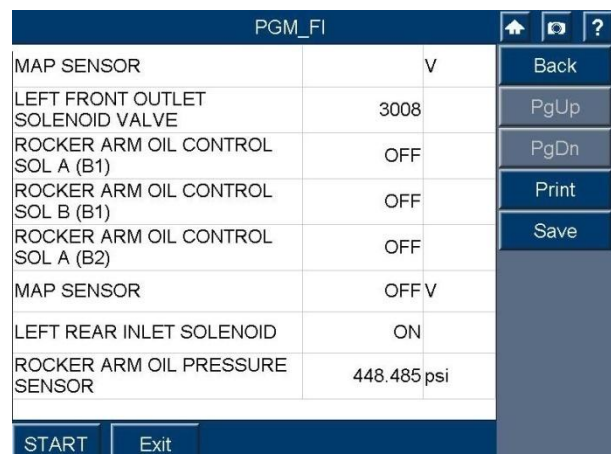 PGM_FI
?
MAP SENSOR V
LEFT FRONT OUTLET
SOLENOID VALVE 3008
ROCKER ARM OIL CONTROL
SOL A (B1) OFF
ROCKER ARM OIL CONTROL
SOL B (B1) OFF
ROCKER ARM OIL CONTROL
SOL A (B2) OFF
MAP SENSOR OFF V
LEFT REAR INLET SOLENOID ON
ROCKER ARM OIL PRESSURE
SENSOR 448.485 psi
Back
PgUp
PgDn
Print
Save
START Exit